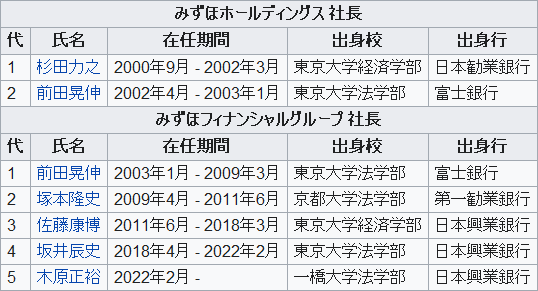 みずほホールディングス 社長
代 氏名 在任期間 出身校 出身行
1 杉田力之 2000年9月 - 2002年3月 東京大学経済学部 日本勧業銀行
2 前田晃伸 2002年4月 - 2003年1月 東京大学法学部 富士銀行
みずほフィナンシャルグループ 社長
代 氏名 在任期間 出身校 出身行
1 前田晃伸 2003年1月 - 2009年3月 東京大学法学部 富士銀行
2 塚本隆史 2009年4月 - 2011年6月 京都大学法学部 第一勧業銀行
3 佐藤康博 2011年6月 - 2018年3月 東京大学経済学部 日本興業銀行
4 坂井辰史 2018年4月 - 2022年2月 東京大学法学部 日本興業銀行
5 木原正裕 2022年2月 - 一橋大学法学部 日本興業銀行